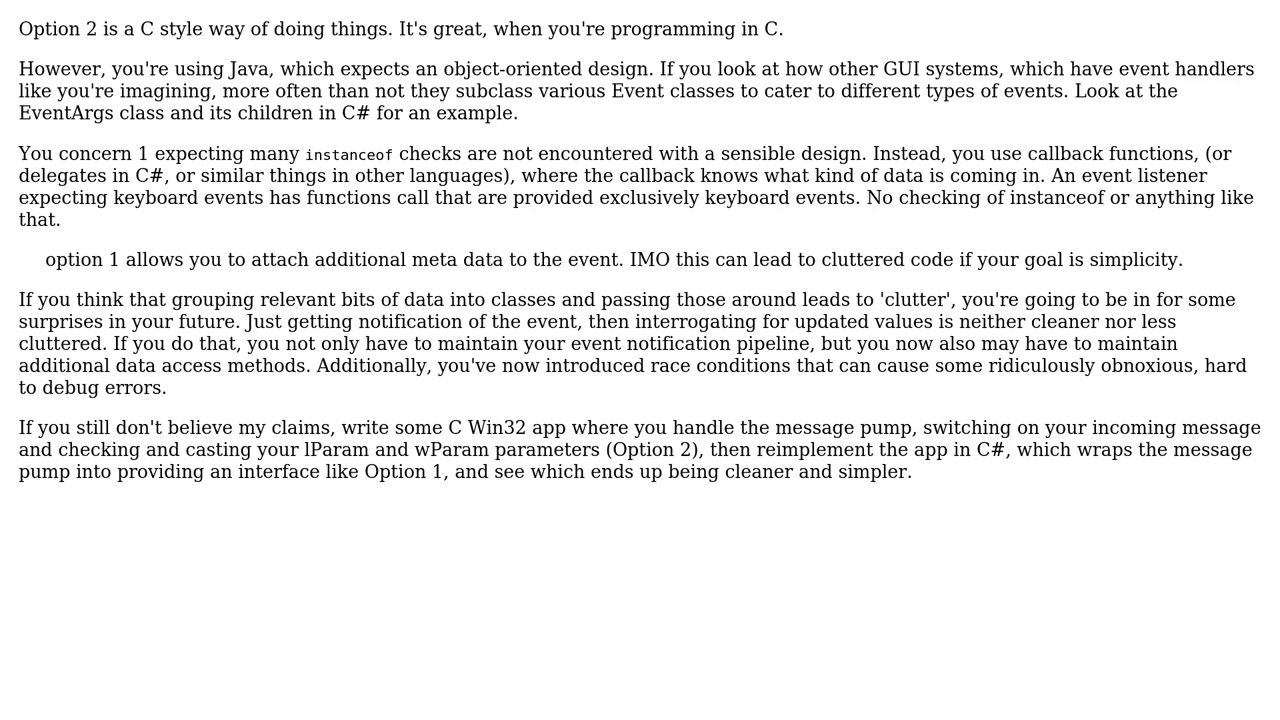 Option 2 is a C style way of doing things. It's great, when you're programming in C.
However, you're using Java, which expects an object-oriented design. If you look at how other GUI systems, which have event handlers
like you're imagining, more often than not they subclass various Event classes to cater to different types of events. Look at the
EventArgs class and its children in C# for an example.
You concern 1 expecting many instanceof checks are not encountered with a sensible design. Instead, you use callback functions, (or
delegates in C#, or similar things in other languages), where the callback knows what kind of data is coming in. An event listener
expecting keyboard events has functions call that are provided exclusively keyboard events. No checking of instanceof or anything like
that.
option 1 allows you to attach additional meta data to the event. IMO this can lead to cluttered code if your goal is simplicity.
If you think that grouping relevant bits of data into classes and passing those around leads to 'clutter', you're going to be in for some
surprises in your future. Just getting notification of the event, then interrogating for updated values is neither cleaner nor less
cluttered. If you do that, you not only have to maintain your event notification pipeline, but you now also may have to maintain
additional data access methods. Additionally, you've now introduced race conditions that can cause some ridiculously obnoxious, hard
to debug errors.
If you still don't believe my claims, write some C Win32 app where you handle the message pump, switching on your incoming message
and checking and casting your lParam and wParam parameters (Option 2), then reimplement the app in C#, which wraps the message
pump into providing an interface like Option 1, and see which ends up being cleaner and simpler.